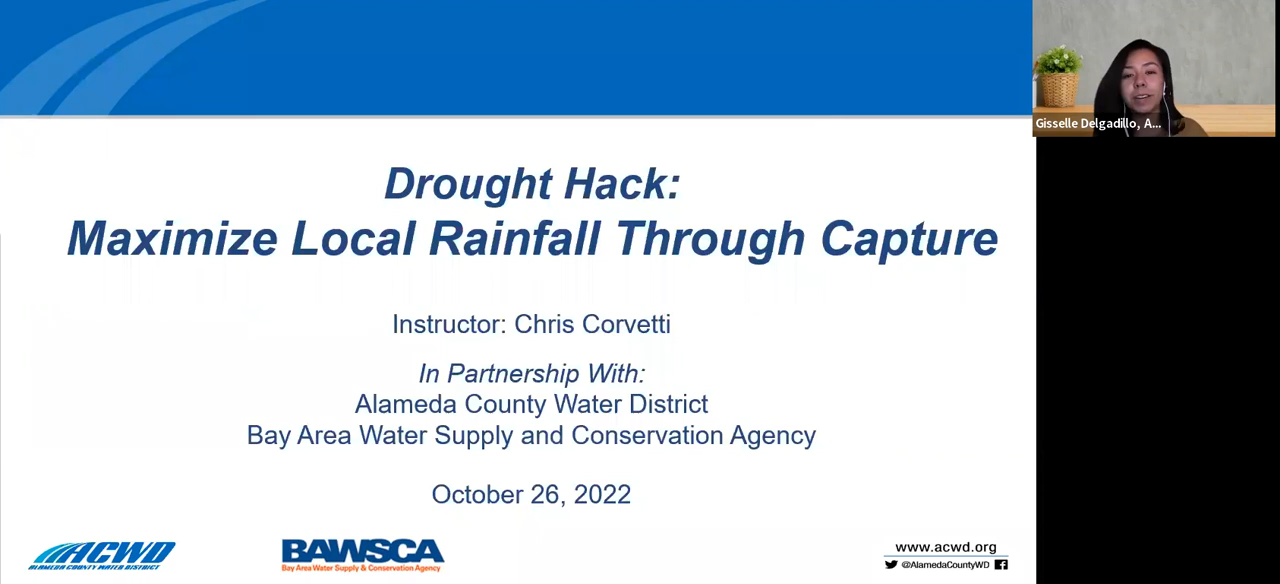 Drought Hack:
Maximize Local Rainfall Through Capture
Gisselle Delgadillo, A...
Instructor: Chris Corvetti
In Partnership With:
Alameda County Water District
Bay Area Water Supply and Conservation Agency
October 26, 2022
ACWD
ALAMEDA COUNTY WATER DISTRICT
BAWSCA
Bay Area Water Supply & Conservation Agency
www.acwd.org
@AlamedaCountyWD